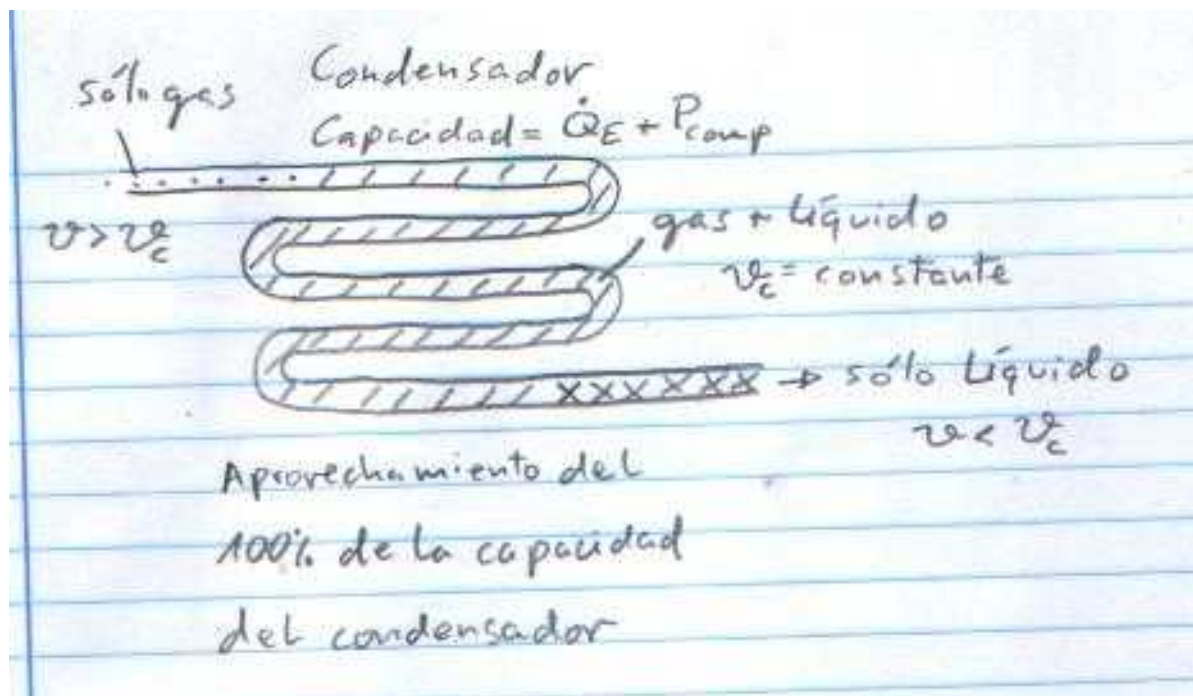 sólo gas
Condensador
Capacidad = Q̇E + Pcomp
v > vc
gas + Líquido
vc = constante
xxxxxxx → sólo Líquido
v < vc
Aprovechamiento del
100% de la capacidad
del condensador